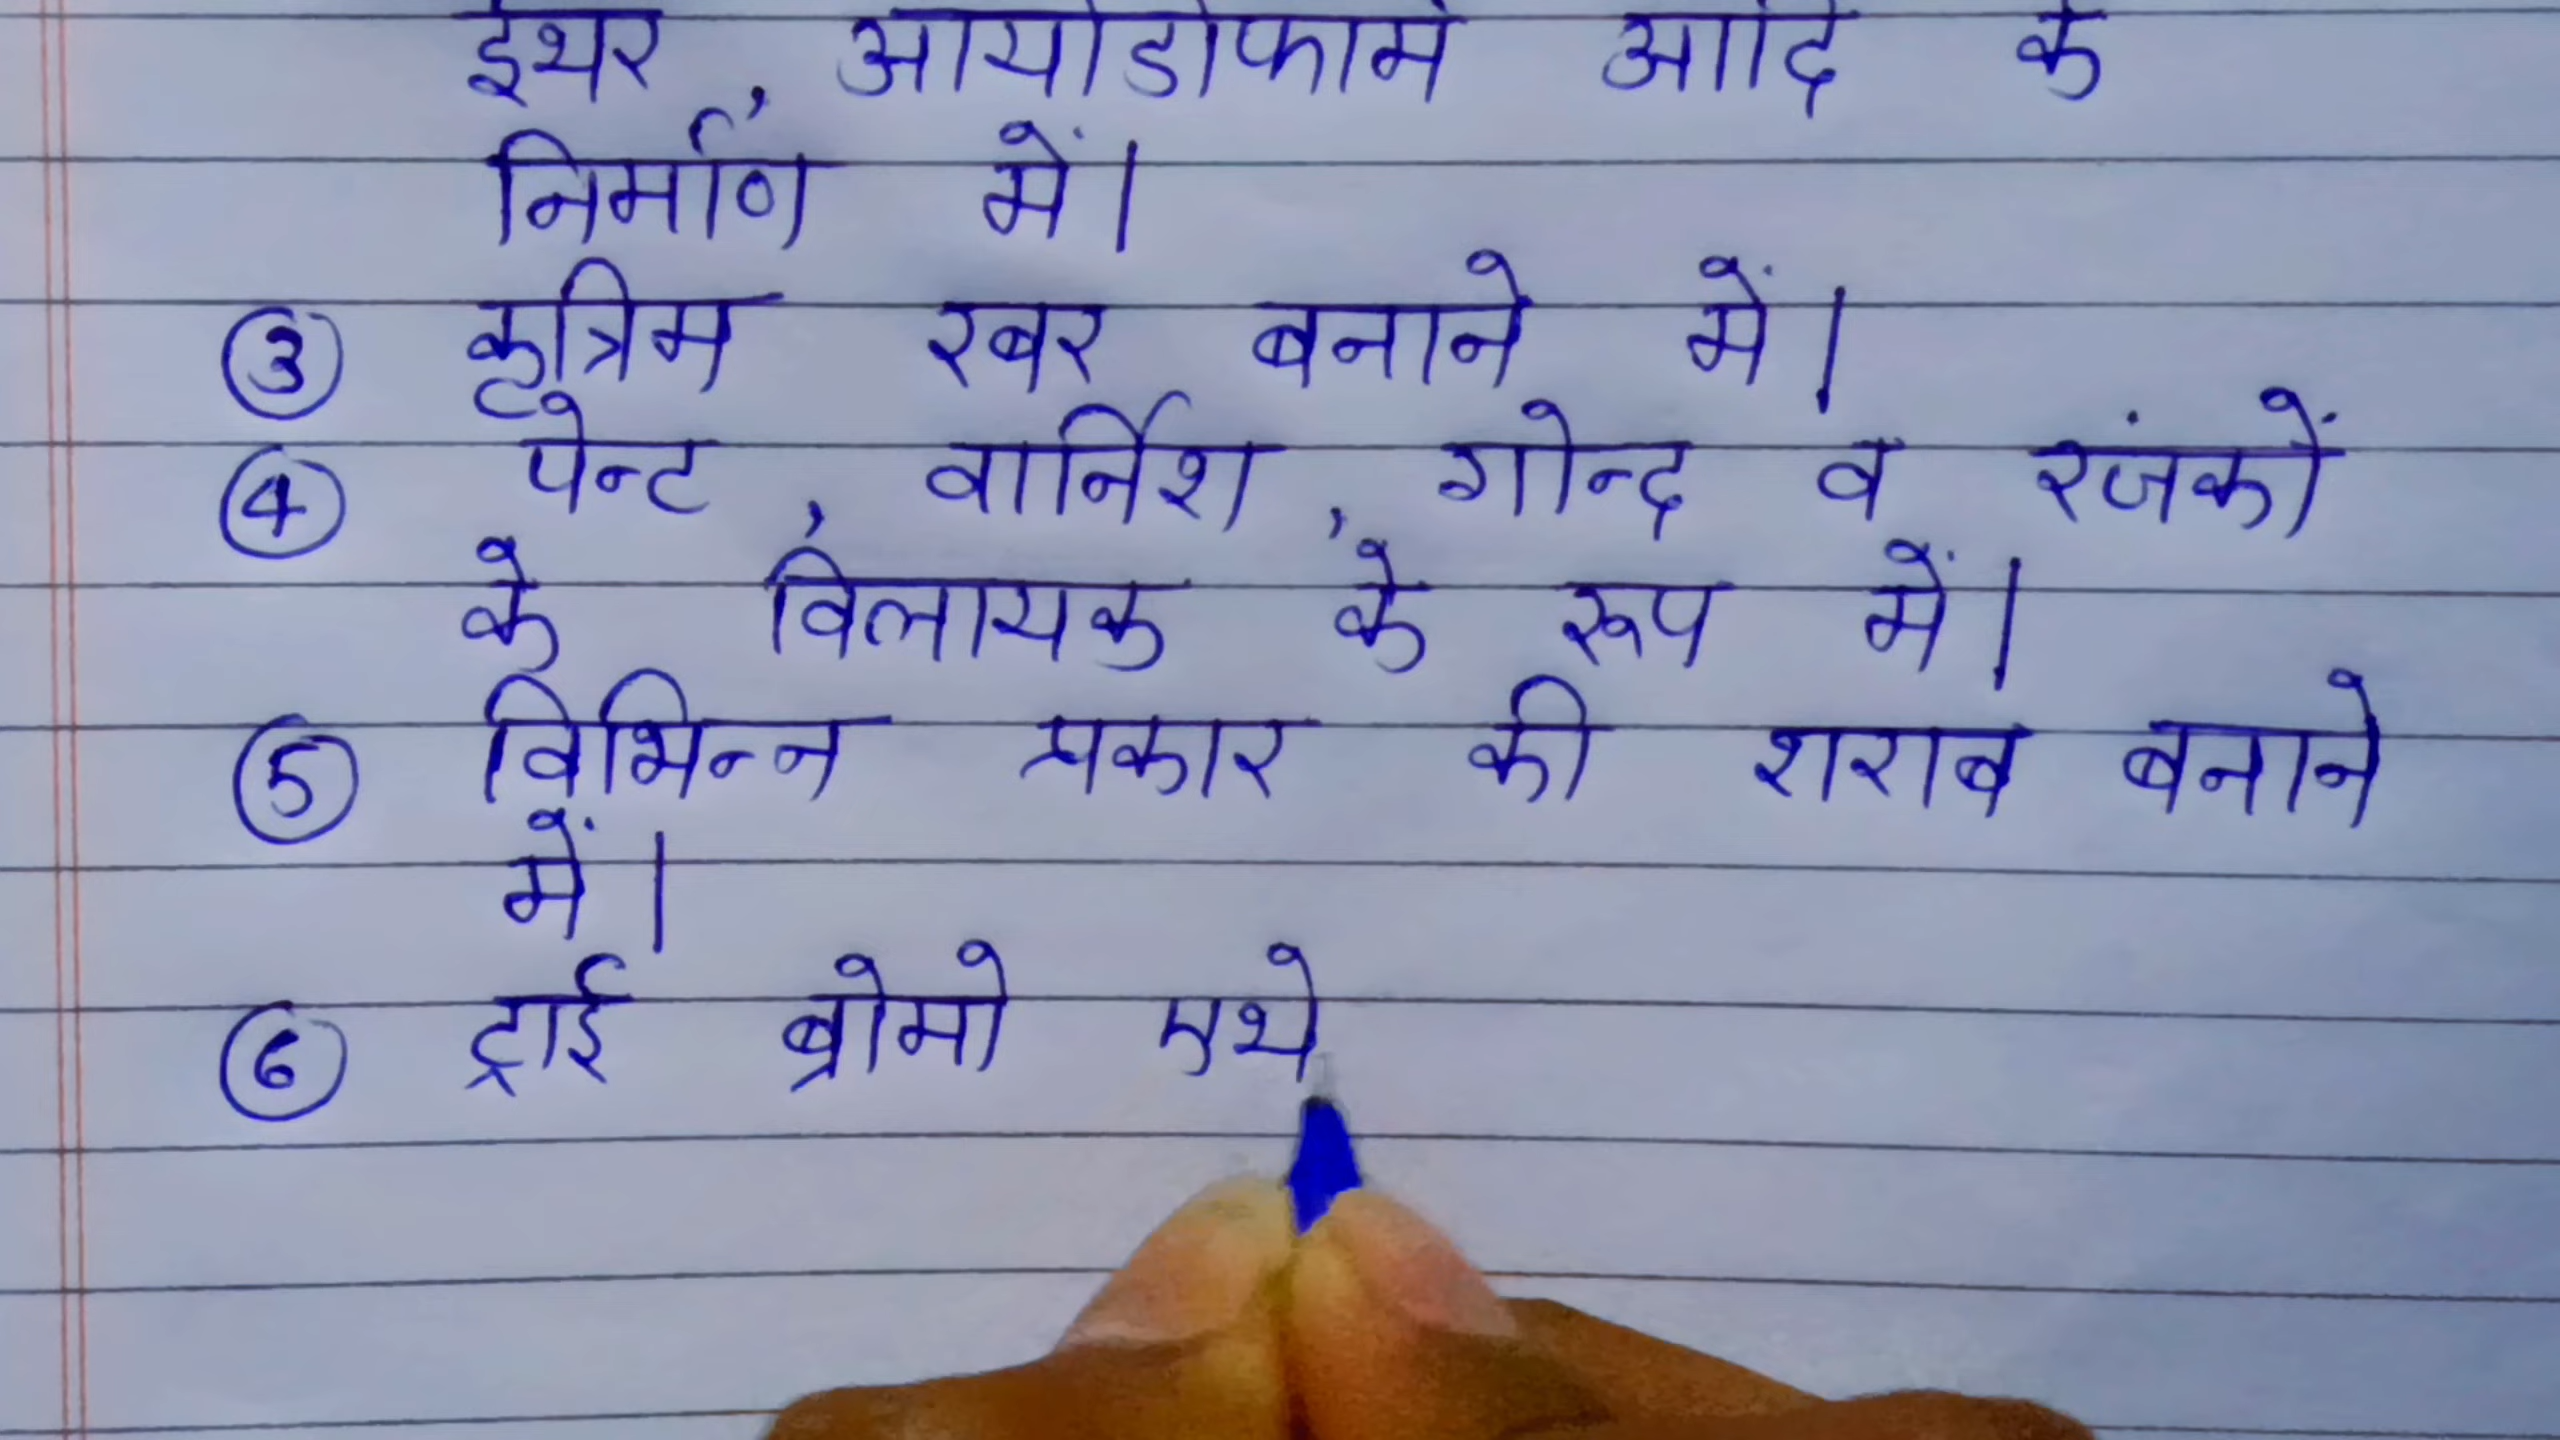 ईथर, आयोडोफार्म आदि के
निर्माण में।
③ कृत्रिम रबर बनाने में।
④ पेन्ट, वार्निश, गोन्द व रंजकों
के विलायक के रूप में।
⑤ विभिन्न प्रकार की शराब बनाने
में।
⑥ ट्राई ब्रोमो एथे